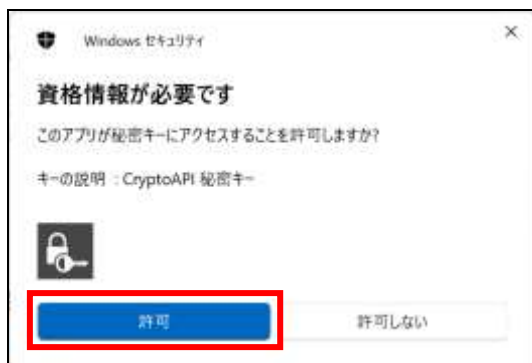 Windows セキュリティ
資格情報が必要です
このアプリが秘密キーにアクセスすることを許可しますか?
キーの説明 : CryptoAPI 秘密キー
許可
許可しない